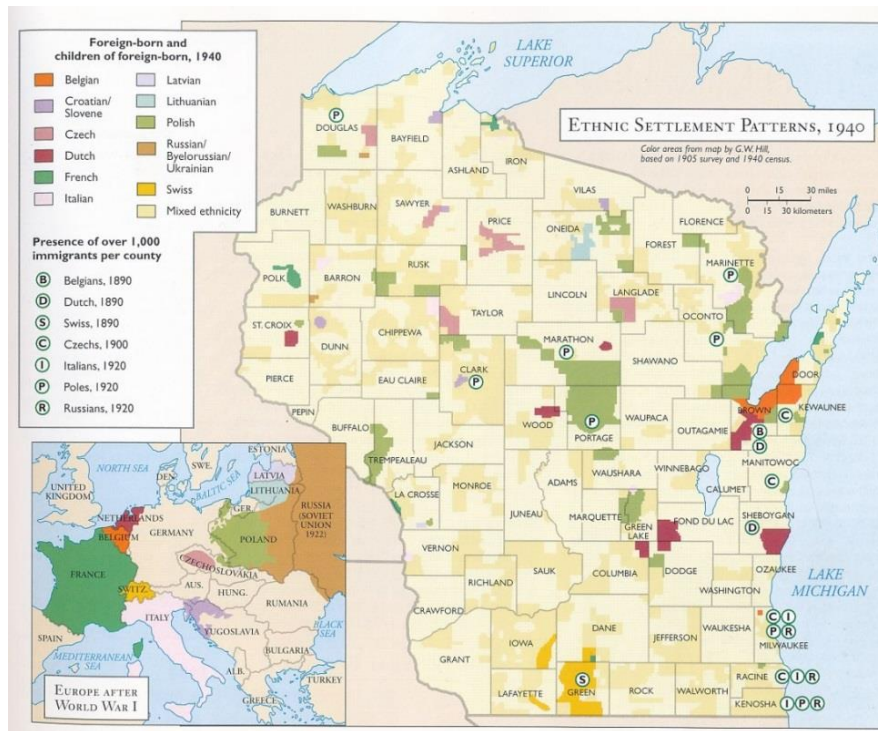 Foreign-born and
children of foreign-born, 1940
Belgian
Croatian/
Slovene
Czech
Dutch
French
Italian
Latvian
Lithuanian
Polish
Russian/
Byelorussian/
Ukrainian
Swiss
Mixed ethnicity
Presence of over 1,000
immigrants per county
B Belgians, 1890
D Dutch, 1890
S Swiss, 1890
C Czechs, 1900
I Italians, 1920
P Poles, 1920
R Russians, 1920
ETHNIC SETTLEMENT PATTERNS, 1940
Color areas from map by G.W. Hill,
based on 1905 survey and 1940 census.
0 15 30 miles
0 15 30 kilometers
LAKE
SUPERIOR
P
DOUGLAS
BAYFIELD
ASHLAND
IRON
VILAS
BURNETT
WASHBURN
SAWYER
PRICE
ONEIDA
FLORENCE
FOREST
MARINETTE
P
POLK
BARRON
RUSK
LINCOLN
LANGLADE
TAYLOR
OCONTO
P
ST. CROIX
DUNN
CHIPPEWA
MARATHON
P
SHAWANO
DOOR
PIERCE
EAU CLAIRE
CLARK
P
PEPIN
BUFFALO
TREMPEALEAU
JACKSON
WOOD
P
PORTAGE
WAUPACA
OUTAGAMIE
BROWN
KEWAUNEE
C
B
D
MANITOWOC
C
LA CROSSE
MONROE
ADAMS
WAUSHARA
WINNEBAGO
CALUMET
JUNEAU
MARQUETTE
GREEN
LAKE
FOND DU LAC
SHEBOYGAN
D
VERNON
SAUK
COLUMBIA
DODGE
OZAUKEE
WASHINGTON
RICHLAND
CRAWFORD
LAKE
MICHIGAN
GRANT
IOWA
DANE
JEFFERSON
WAUKESHA
C I
P R
MILWAUKEE
LAFAYETTE
S
GREEN
ROCK
WALWORTH
RACINE C I R
KENOSHA I P R
NORTH SEA
DEN.
SWE.
BALTIC SEA
ESTONIA
LATVIA
LITHUANIA
UNITED
KINGDOM
NETHERLANDS
BELGIUM
GERMANY
GER.
POLAND
RUSSIA
(SOVIET
UNION
1922)
FRANCE
CZECHOSLOVAKIA
SWITZ.
AUS.
HUNG.
RUMANIA
ITALY
YUGOSLAVIA
BLACK
SEA
SPAIN
BULGARIA
MEDITERRANEAN
SEA
ALB.
GREECE
TURKEY
EUROPE AFTER
WORLD WAR I